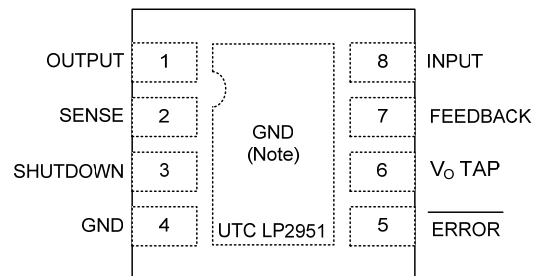 OUTPUT 1 8 INPUT
SENSE 2 7 FEEDBACK
GND
(Note)
SHUTDOWN 3 6 VO TAP
GND 4 UTC LP2951 5 ERROR